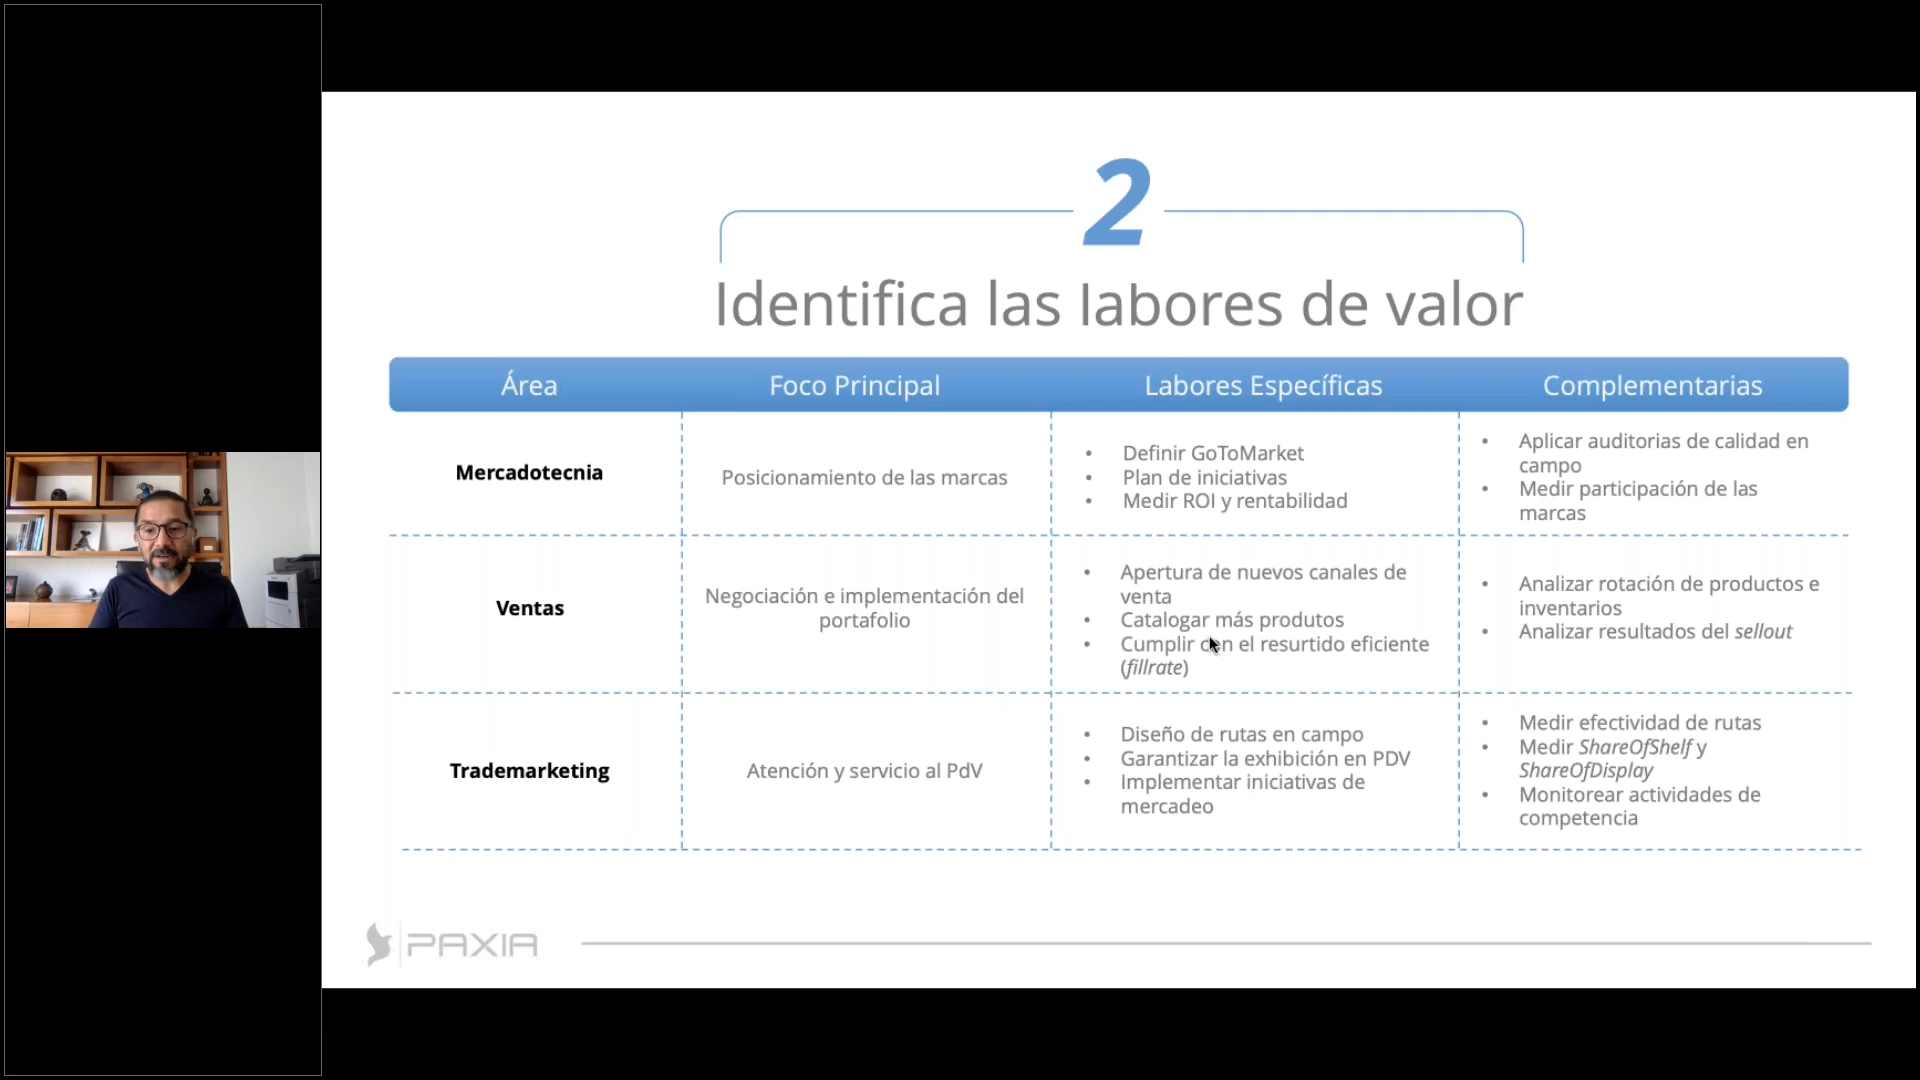 2
Identifica las labores de valor
Área Foco Principal Labores Específicas Complementarias
Mercadotecnia
Posicionamiento de las marcas
• Definir GoToMarket
• Plan de iniciativas
• Medir ROI y rentabilidad
• Aplicar auditorias de calidad en
campo
• Medir participación de las
marcas
Ventas
Negociación e implementación del
portafolio
• Apertura de nuevos canales de
venta
• Catalogar más produtos
• Cumplir con el resurtido eficiente
(fillrate)
• Analizar rotación de productos e
inventarios
• Analizar resultados del sellout
Trademarketing
Atención y servicio al PdV
• Diseño de rutas en campo
• Garantizar la exhibición en PDV
• Implementar iniciativas de
mercadeo
• Medir efectividad de rutas
• Medir ShareOfShelf y
ShareOfDisplay
• Monitorear actividades de
competencia
PAXIA